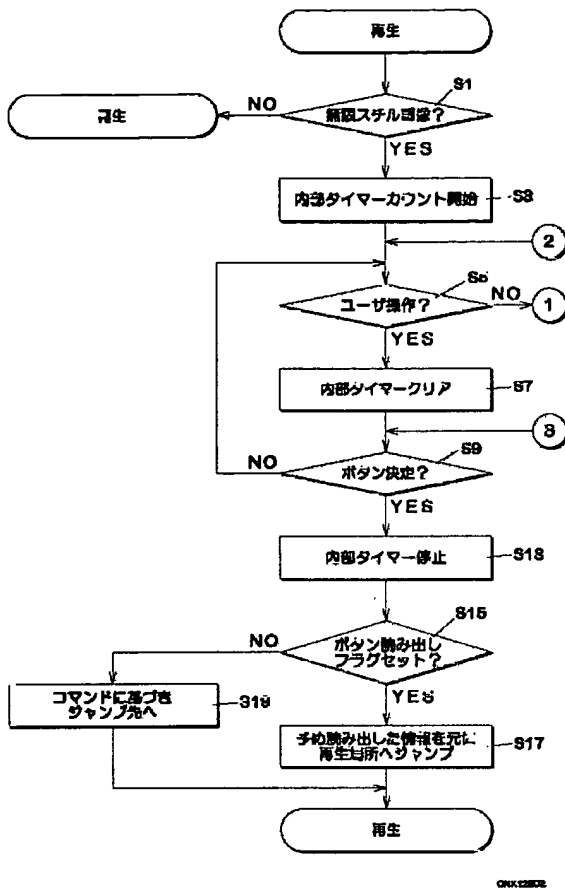 再生
S1
NO
再生
無限スチル画像?
YES
内部タイマーカウント開始
S3
2
S5
ユーザ操作?
NO
1
YES
内部タイマークリア
S7
3
S9
NO
ボタン決定?
YES
内部タイマー停止
S13
S15
NO
ボタン読み出し
フラグセット?
YES
コマンドに基づき
ジャンプ先へ
S19
予め読み出した情報を元に
再生場所へジャンプ
S17
再生